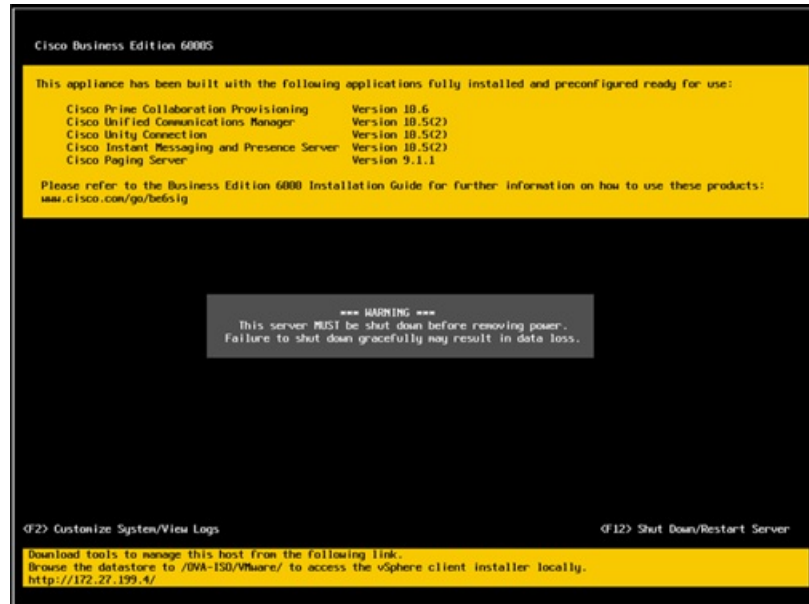 Cisco Business Edition 6000S
This appliance has been built with the following applications fully installed and preconfigured ready for use:
Cisco Prime Collaboration Provisioning Version 10.6
Cisco Unified Communications Manager Version 10.5(2)
Cisco Unity Connection Version 10.5(2)
Cisco Instant Messaging and Presence Server Version 10.5(2)
Cisco Paging Server Version 9.1.1
Please refer to the Business Edition 6000 Installation Guide for further information on how to use these products:
www.cisco.com/go/be6sig
*** WARNING ***
This server MUST be shut down before removing power.
Failure to shut down gracefully may result in data loss.
<F2> Customize System/View Logs <F12> Shut Down/Restart Server
Download tools to manage this host from the following link.
Browse the datastore to /OVA-ISO/VMware/ to access the vSphere client installer locally.
http://172.27.199.4/